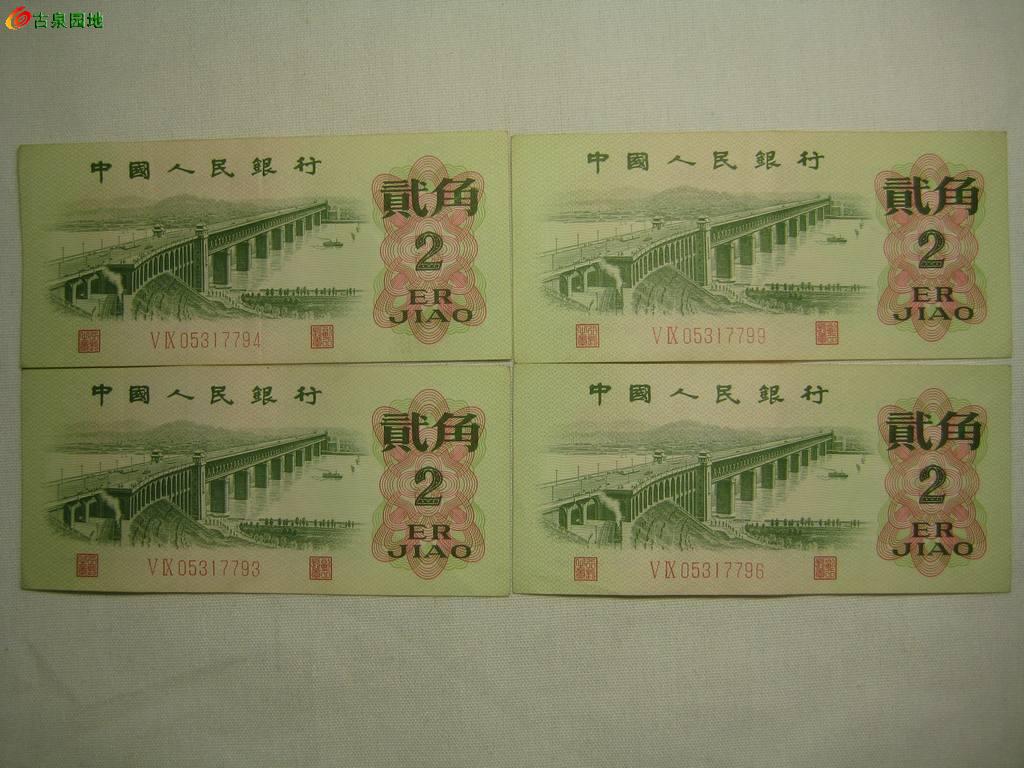 古泉园地
中國人民銀行
貳角
2
ER
JIAO
VIX05317794
中國人民銀行
貳角
2
ER
JIAO
VIX05317799
中國人民銀行
貳角
2
ER
JIAO
VIX05317793
中國人民銀行
貳角
2
ER
JIAO
VIX05317796